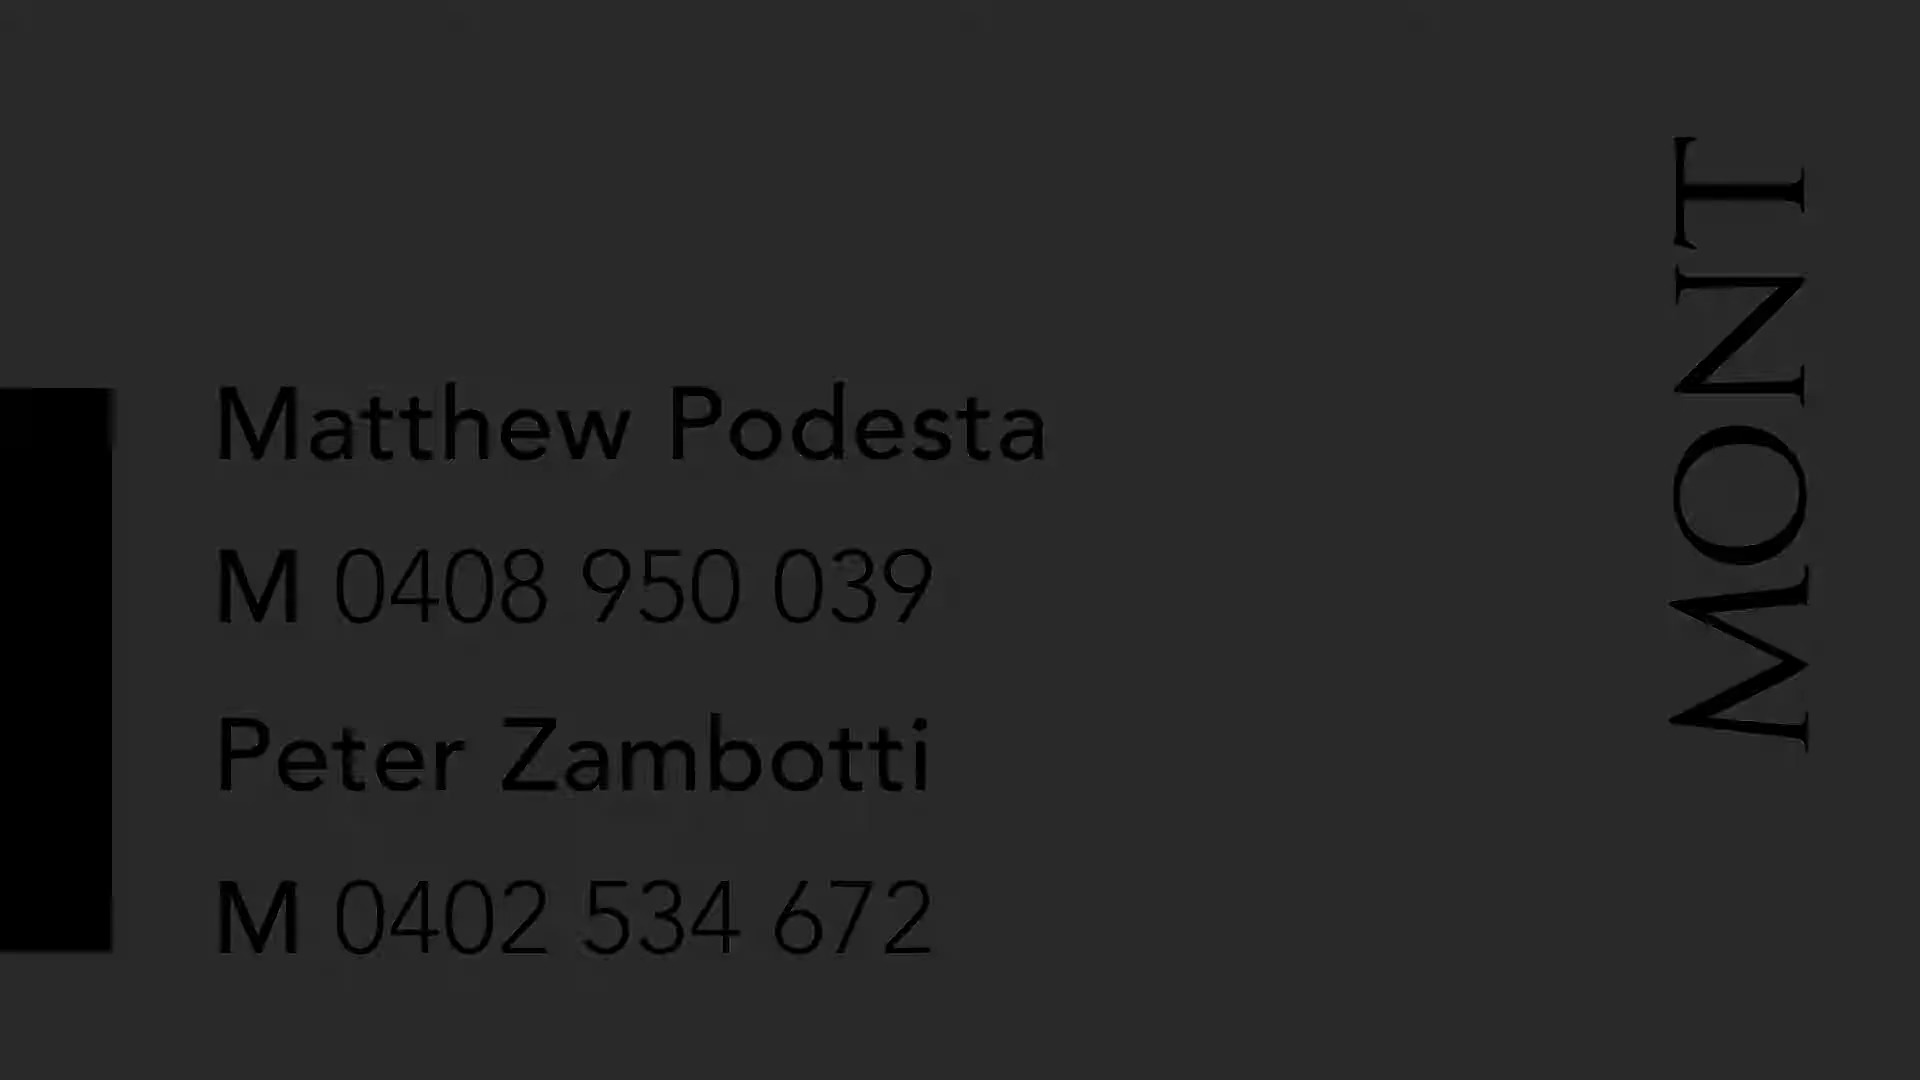 Matthew Podesta
M 0408 950 039
Peter Zambotti
M 0402 534 672
MONT